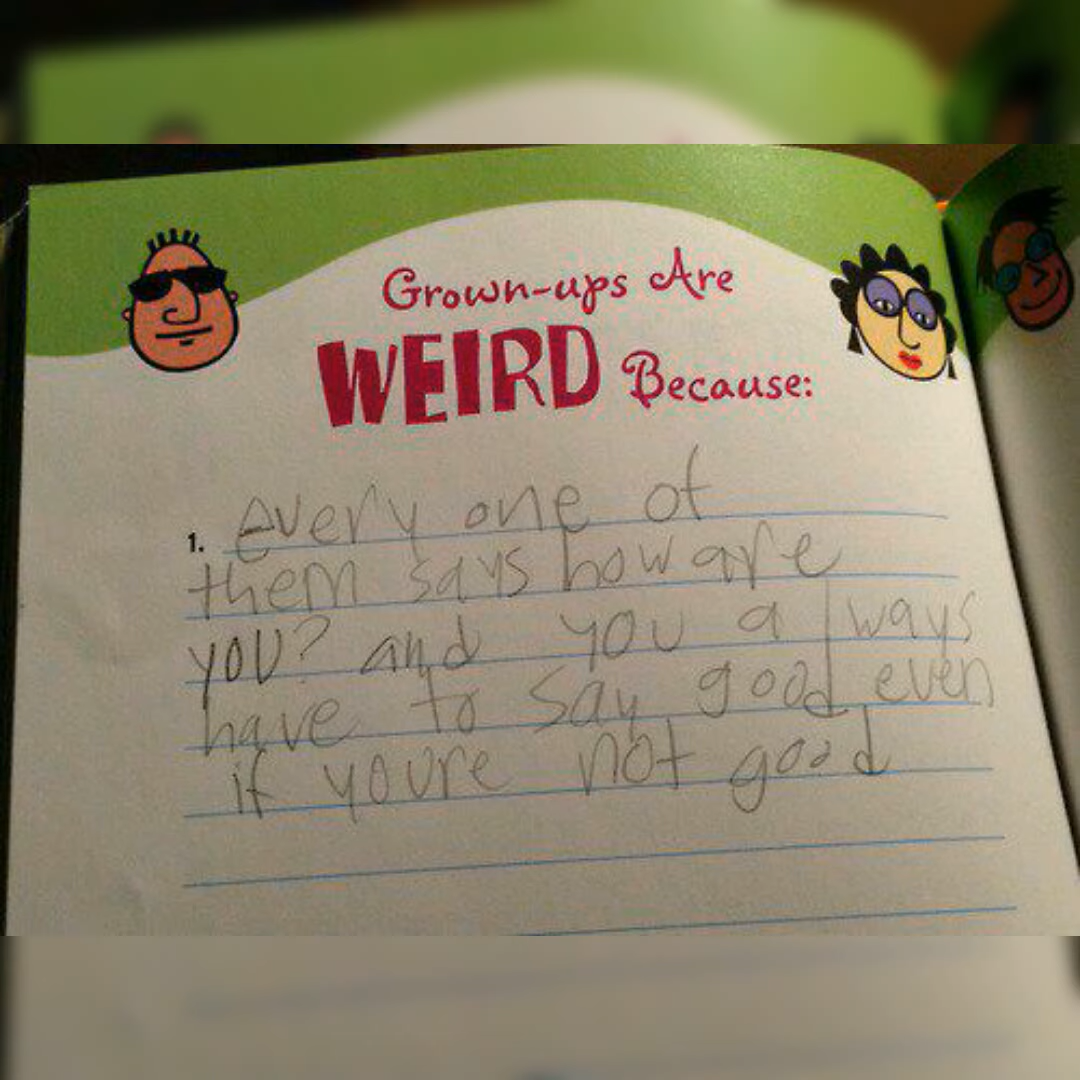 Grown-ups Are
WEIRD Because:
1. every one of
them says how are
you? and you always
have to say good even
if youre not good